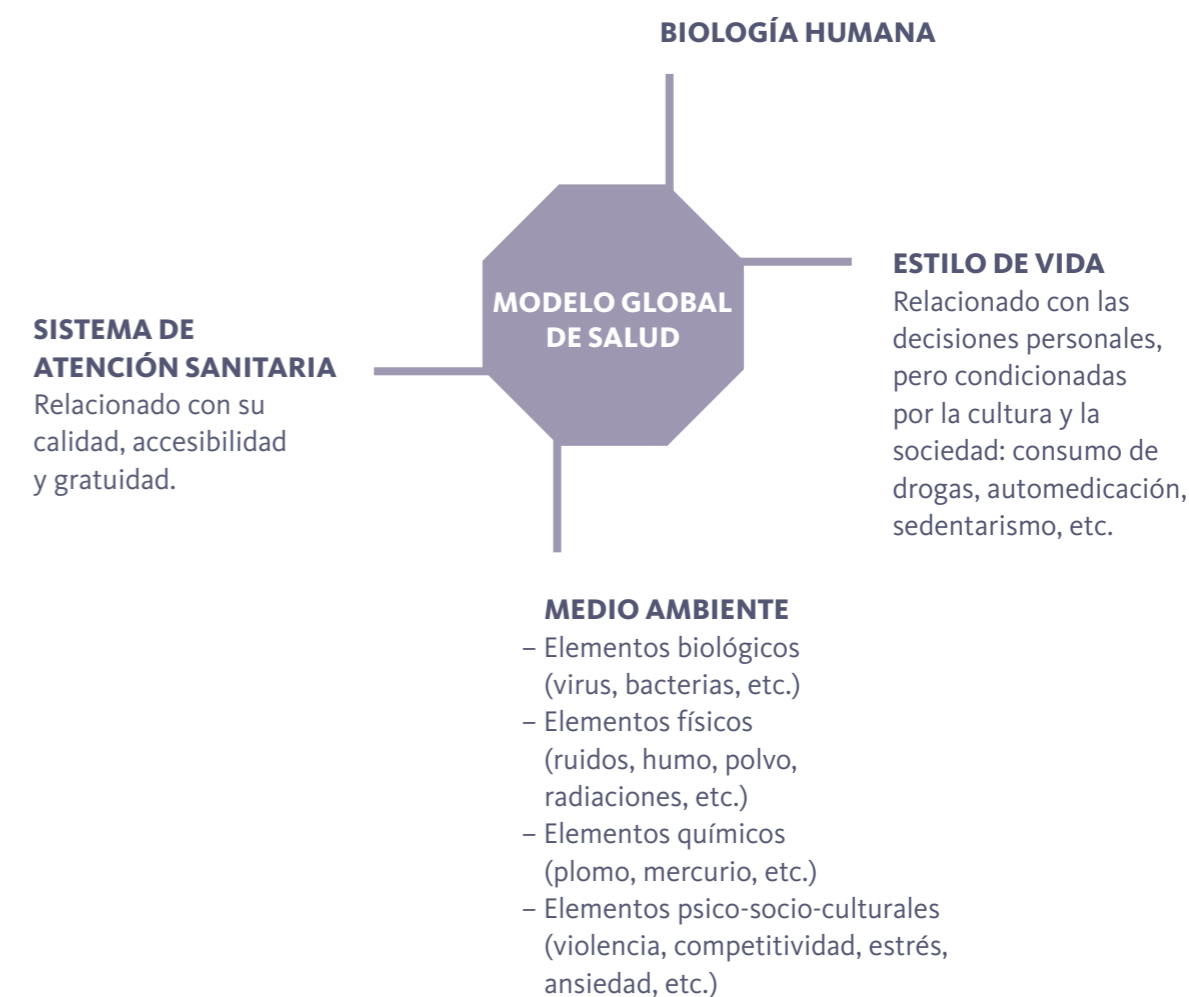 BIOLOGÍA HUMANA
MODELO GLOBAL
DE SALUD
ESTILO DE VIDA
Relacionado con las
decisiones personales,
pero condicionadas
por la cultura y la
sociedad: consumo de
drogas, automedicación,
sedentarismo, etc.
SISTEMA DE
ATENCIÓN SANITARIA
Relacionado con su
calidad, accesibilidad
y gratuidad.
MEDIO AMBIENTE
– Elementos biológicos
(virus, bacterias, etc.)
– Elementos físicos
(ruidos, humo, polvo,
radiaciones, etc.)
– Elementos químicos
(plomo, mercurio, etc.)
– Elementos psico-socio-culturales
(violencia, competitividad, estrés,
ansiedad, etc.)